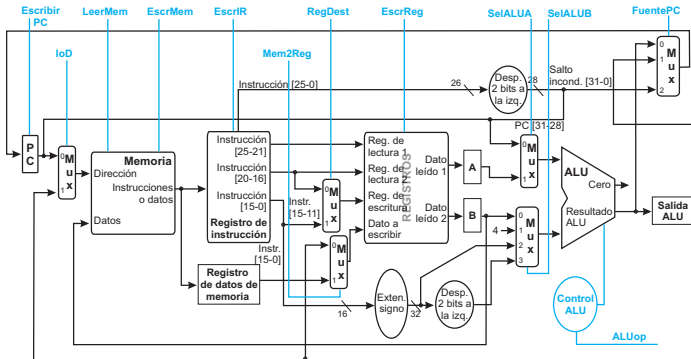 Escribir
PC
LeerMem
EscrMem
EscrIR
RegDest
EscrReg
SelALUA
SelALUB
FuentePC
IoD
Mem2Reg
Instrucción [25-0]
26
Desp.
2 bits a
la izq.
28
Salto
incond. [31-0]
PC [31-28]
0
1
2
M
u
x
P
C
0
M
u
x
1
Memoria
Dirección
Instrucciones
o datos
Datos
Instrucción
[25-21]
Instrucción
[20-16]
Instrucción
[15-0]
Registro de
instrucción
Instr.
[15-11]
Instr.
[15-0]
Registro
de datos de
memoria
0
M
u
x
1
0
M
u
x
1
Reg. de
lectura 1
Reg. de
lectura 2
Reg. de
escritura
Dato a
escribir
REGISTROS
Dato
leído 1
Dato
leído 2
A
B
4
0
M
u
x
1
0
1
2
3
M
u
x
ALU
Cero
Resultado
ALU
Salida
ALU
16
Exten.
signo
32
Desp.
2 bits a
la izq.
Control
ALU
ALUop